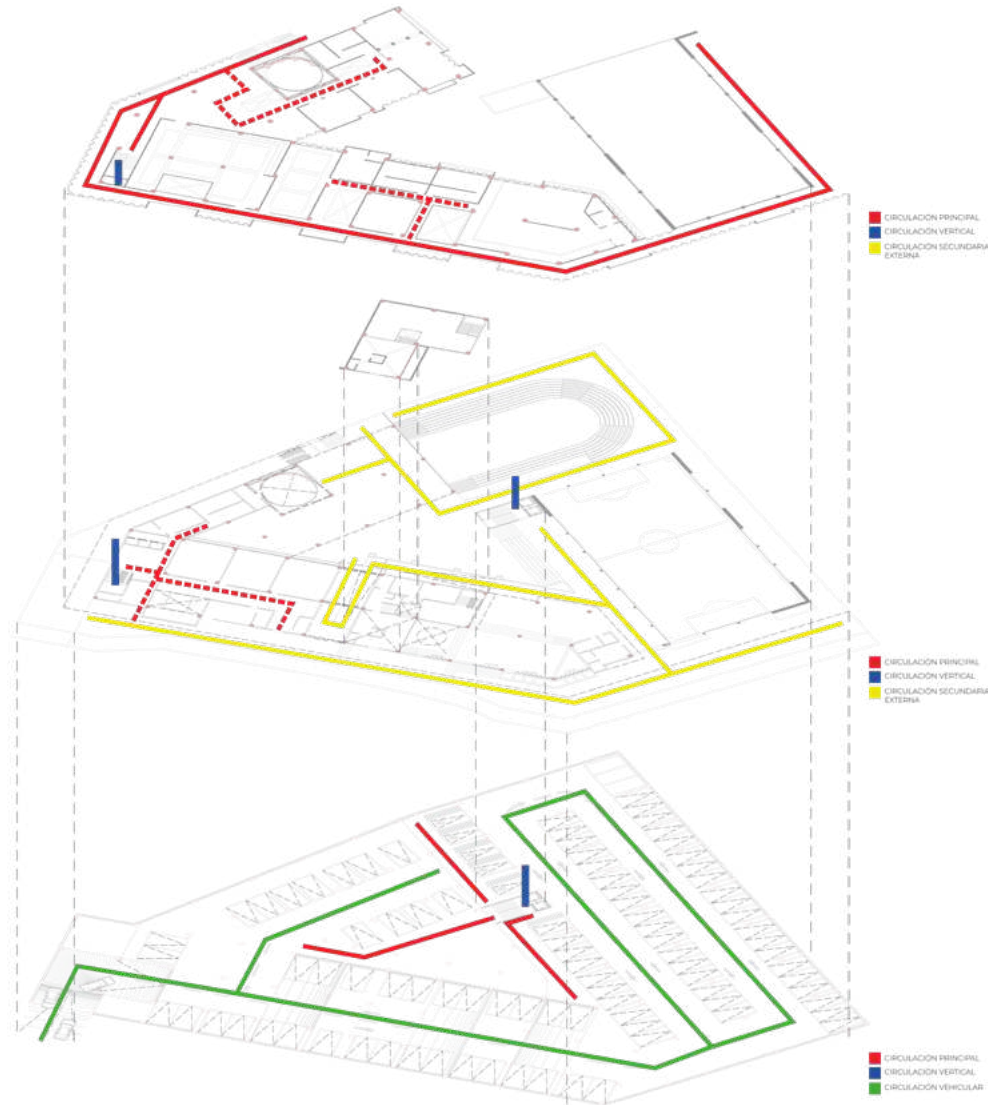 CIRCULACIÓN PRINCIPAL
CIRCULACIÓN VERTICAL
CIRCULACIÓN SECUNDARIA
EXTERNA
CIRCULACIÓN PRINCIPAL
CIRCULACIÓN VERTICAL
CIRCULACIÓN SECUNDARIA
EXTERNA
CIRCULACIÓN PRINCIPAL
CIRCULACIÓN VERTICAL
CIRCULACIÓN VEHICULAR